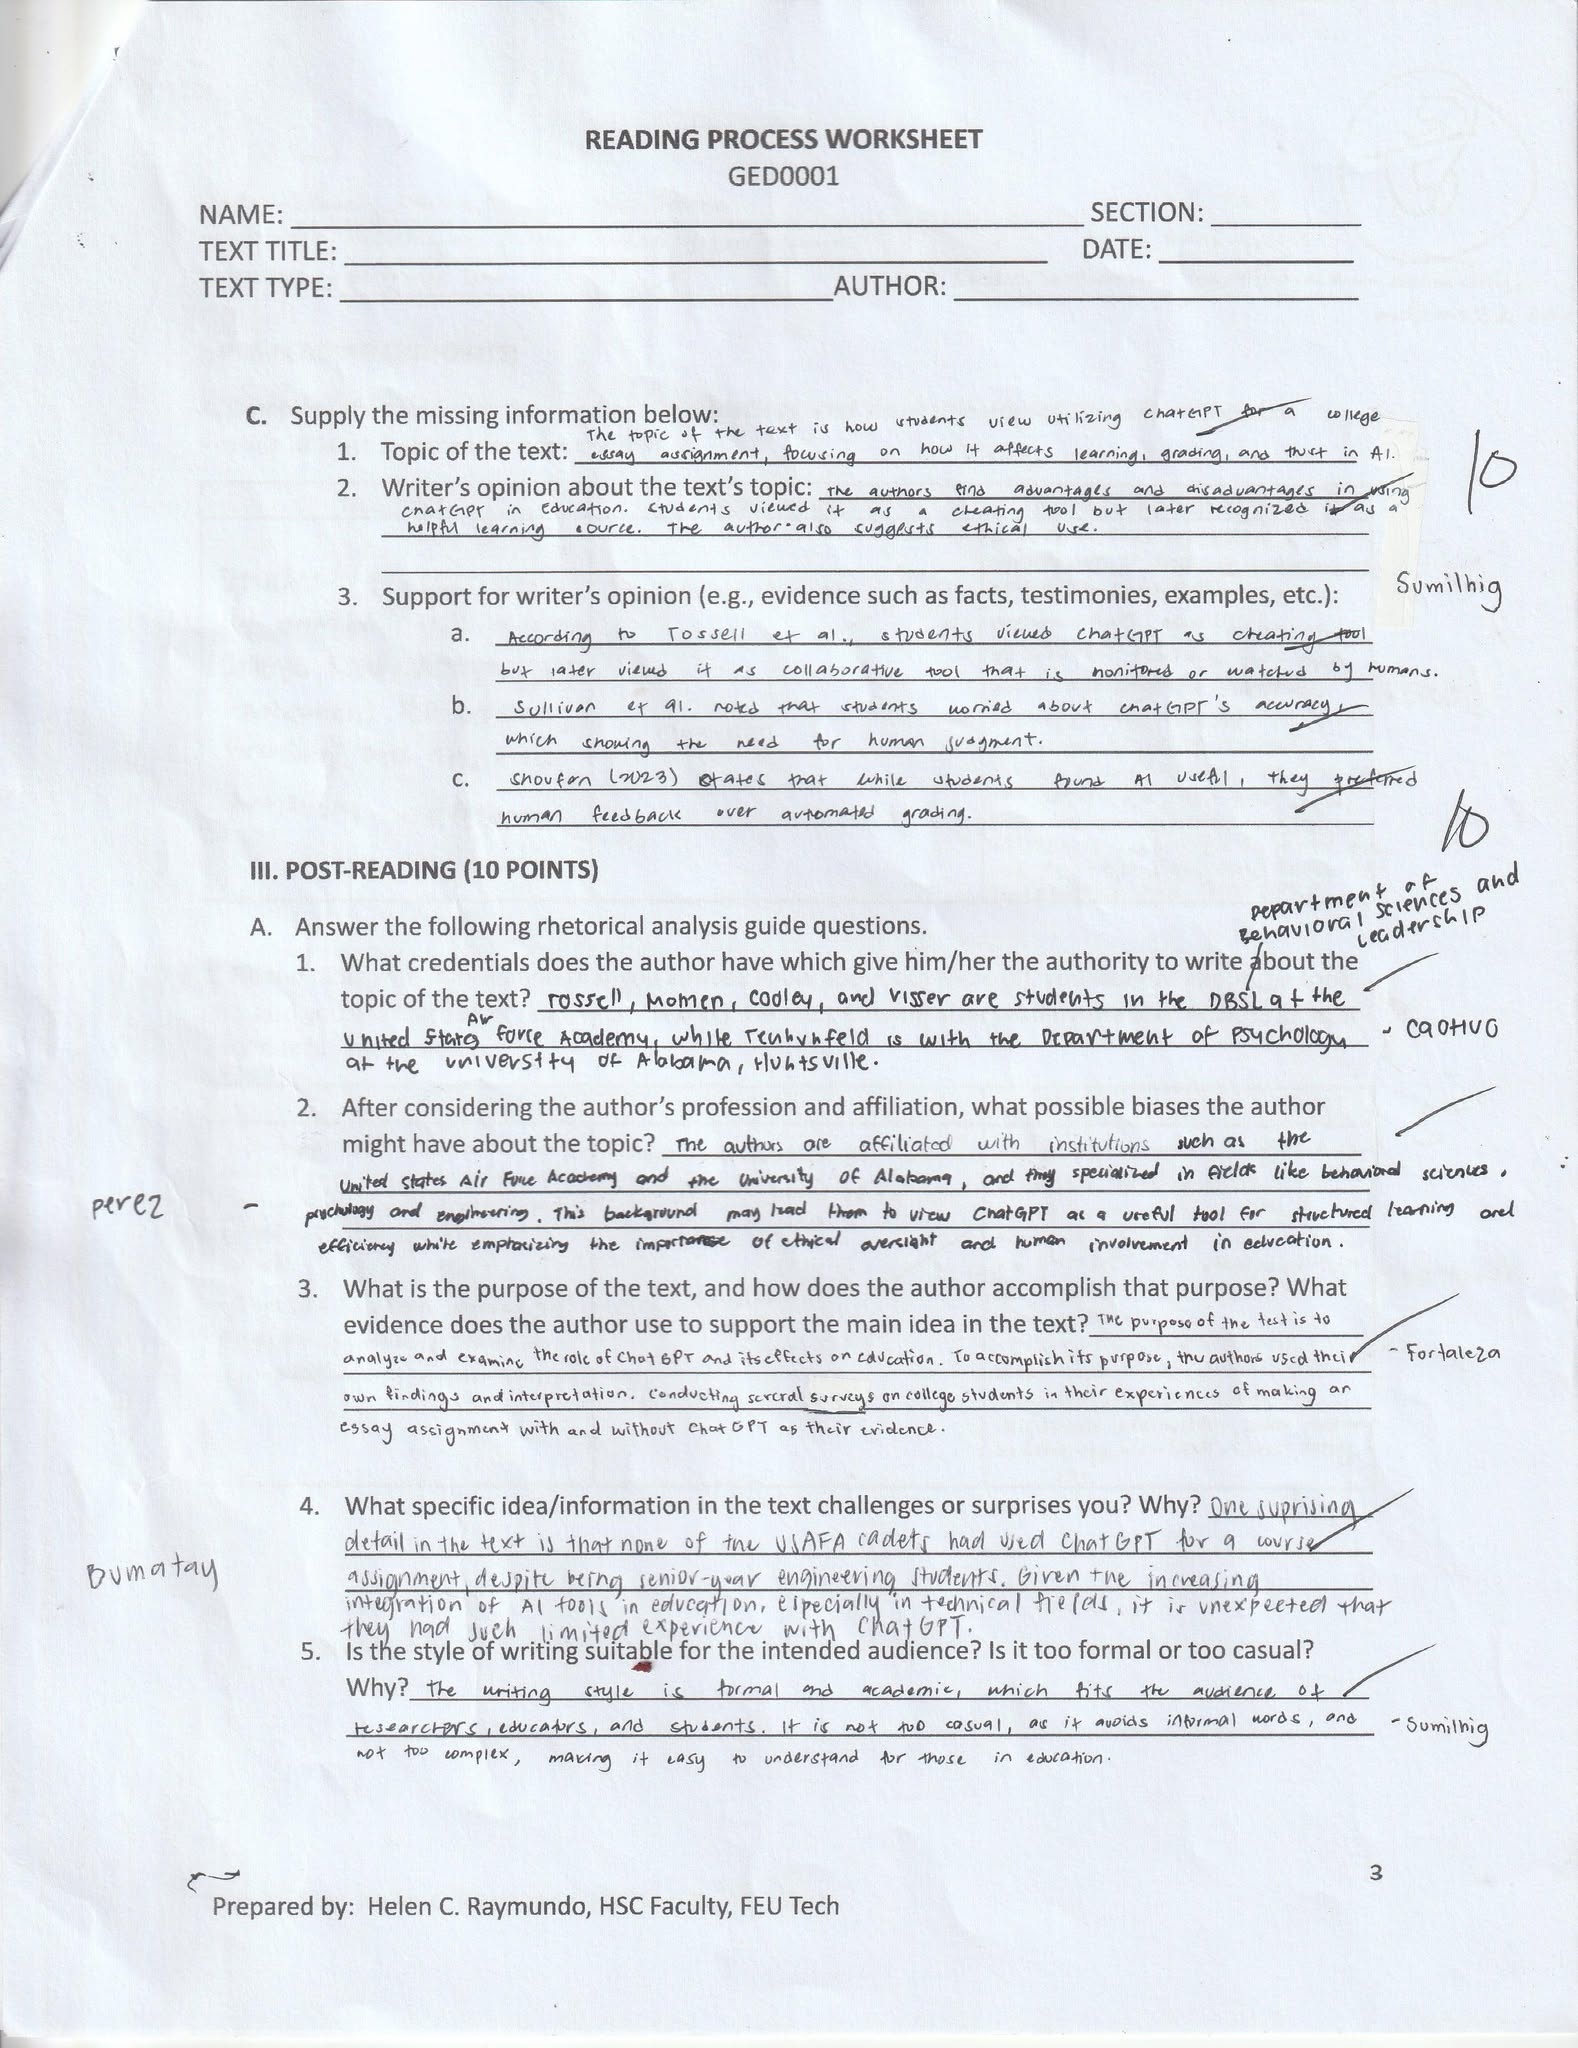 READING PROCESS WORKSHEET
GED0001
NAME: SECTION:
TEXT TITLE: DATE:
TEXT TYPE: AUTHOR:
C. Supply the missing information below:
The topic of the text is how students view utilizing ChatGPT for a college
1. Topic of the text: essay assignment, focusing on how it affects learning, grading, and trust in AI.
10
2. Writer's opinion about the text's topic: The authors find advantages and disadvantages in using
ChatGPT in education. Students viewed it as a cheating tool but later recognized it as a
helpful learning source. The author also suggests ethical use.
Sumilhig
3. Support for writer's opinion (e.g., evidence such as facts, testimonies, examples, etc.):
a. According to Tossell et al., students viewed ChatGPT as cheating tool
but later viewed it as collaborative tool that is monitored or watched by humans.
b. Sullivan et al. noted that students worried about chatGPT's accuracy,
which showing the need for human judgment.
c. Shoufan (2023) states that while students found AI useful, they preferred
human feedback over automated grading.
10
III. POST-READING (10 POINTS)
Department of
Behavioral Sciences and
Leadership
A. Answer the following rhetorical analysis guide questions.
1. What credentials does the author have which give him/her the authority to write about the
topic of the text? Tossell, Momen, Cooley, and Visser are students in the DBSL at the
United States Air Force Academy, while Tenhunfeld is with the Department of Psychology - Caotivo
at the university of Alabama, Huntsville.
2. After considering the author's profession and affiliation, what possible biases the author
might have about the topic? The authors are affiliated with institutions such as the
United States Air Force Academy and the University of Alabama, and they specialized in fields like behavioral sciences,
perez - psychology and engineering. This background may lead them to view ChatGPT as a useful tool for structured learning and
efficiency while emphasizing the importance of ethical oversight and human involvement in education.
3. What is the purpose of the text, and how does the author accomplish that purpose? What
evidence does the author use to support the main idea in the text? The purpose of the text is to
analyze and examine the role of Chat GPT and its effects on education. To accomplish its purpose, the authors used their - Fortaleza
own findings and interpretation. Conducting several surveys on college students in their experiences of making an
essay assignment with and without Chat GPT as their evidence.
4. What specific idea/information in the text challenges or surprises you? Why? One suprising
detail in the text is that none of the USAFA cadets had used ChatGPT for a course
Bumatay
assignment, despite being senior-year engineering students. Given the increasing
integration of AI tools in education, especially in technical fields, it is unexpected that
they had such limited experience with ChatGPT.
5. Is the style of writing suitable for the intended audience? Is it too formal or too casual?
Why? The writing style is formal and academic, which fits the audience of
researchers, educators, and students. It is not too casual, as it avoids informal words, and - Sumilhig
not too complex, making it easy to understand for those in education.
3
Prepared by: Helen C. Raymundo, HSC Faculty, FEU Tech